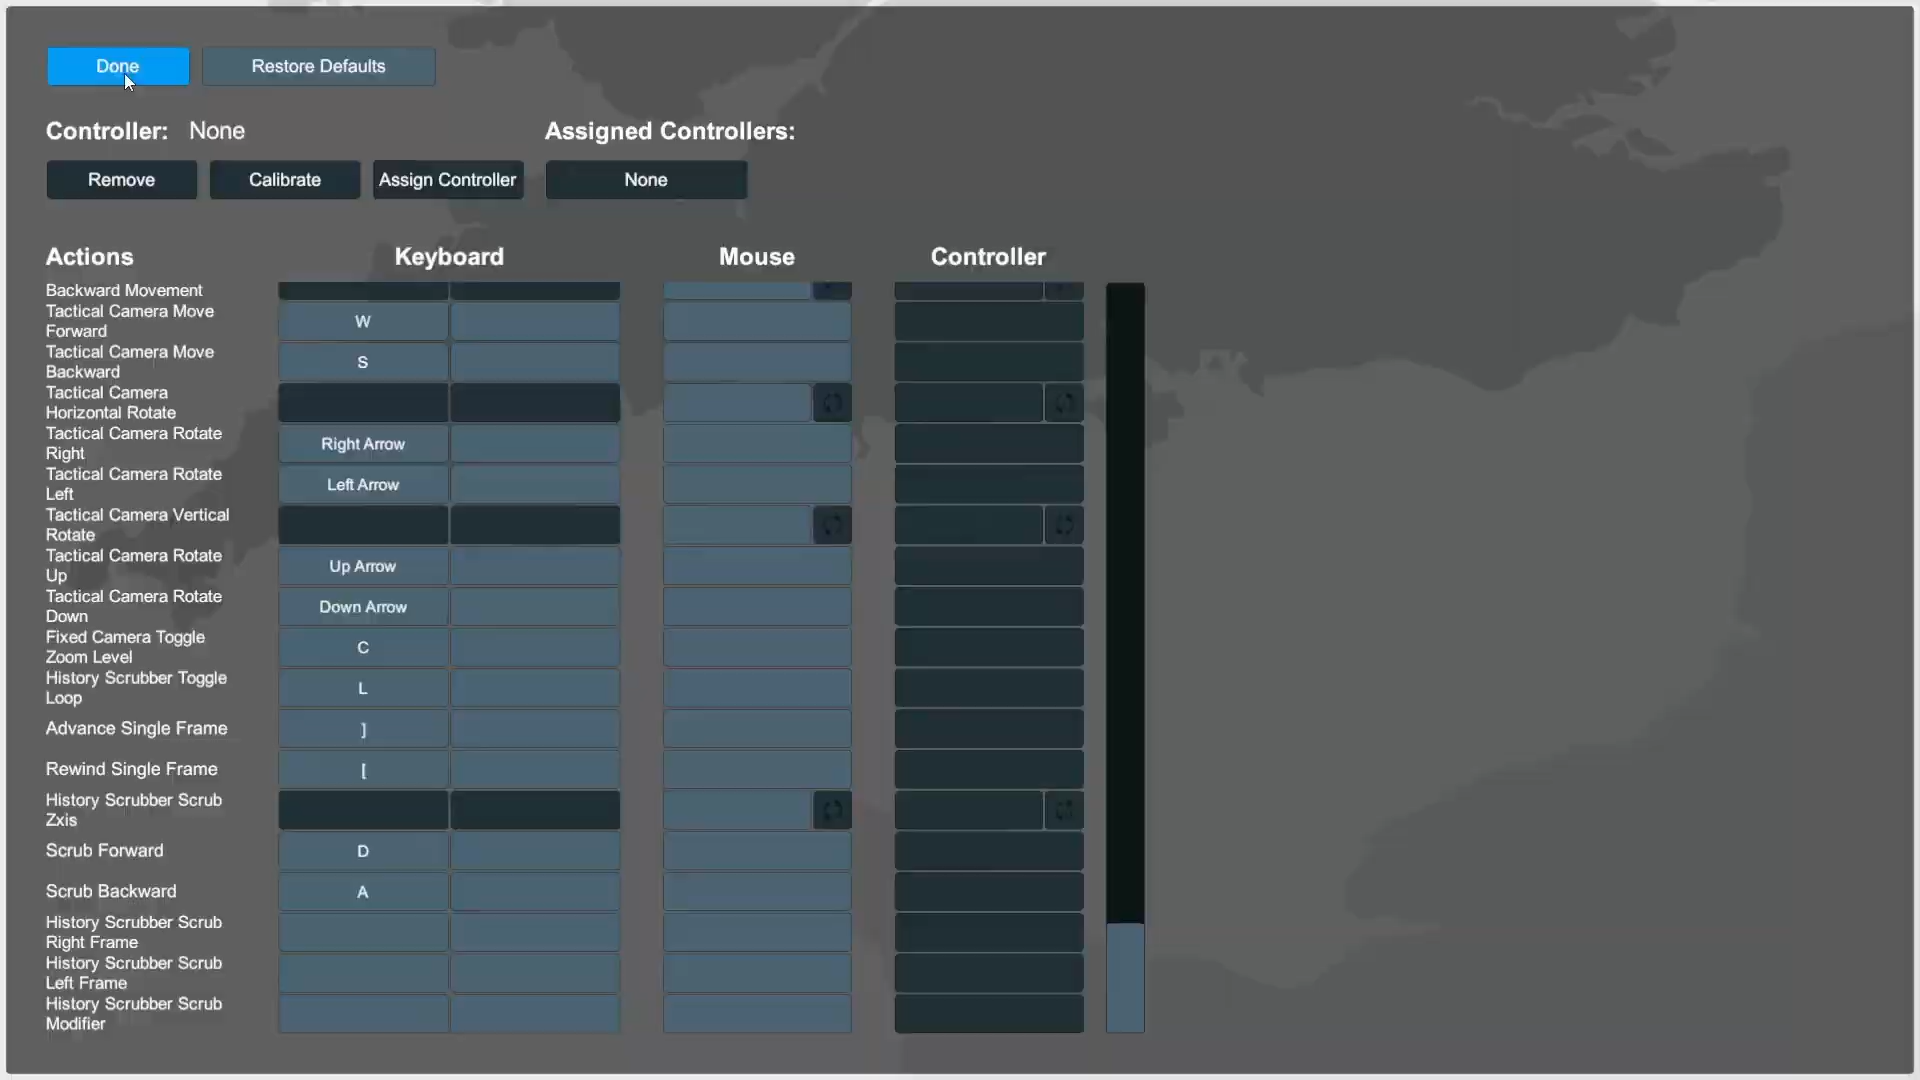 Done Restore Defaults
Controller: None Assigned Controllers:
Remove Calibrate Assign Controller None
Actions Keyboard Mouse Controller
Backward Movement
Tactical Camera Move
Forward
W
Tactical Camera Move
Backward
S
Tactical Camera
Horizontal Rotate
Tactical Camera Rotate
Right
Right Arrow
Tactical Camera Rotate
Left
Left Arrow
Tactical Camera Vertical
Rotate
Tactical Camera Rotate
Up
Up Arrow
Tactical Camera Rotate
Down
Down Arrow
Fixed Camera Toggle
Zoom Level
C
History Scrubber Toggle
Loop
L
Advance Single Frame ]
Rewind Single Frame [
History Scrubber Scrub
Zxis
Scrub Forward D
Scrub Backward A
History Scrubber Scrub
Right Frame
History Scrubber Scrub
Left Frame
History Scrubber Scrub
Modifier